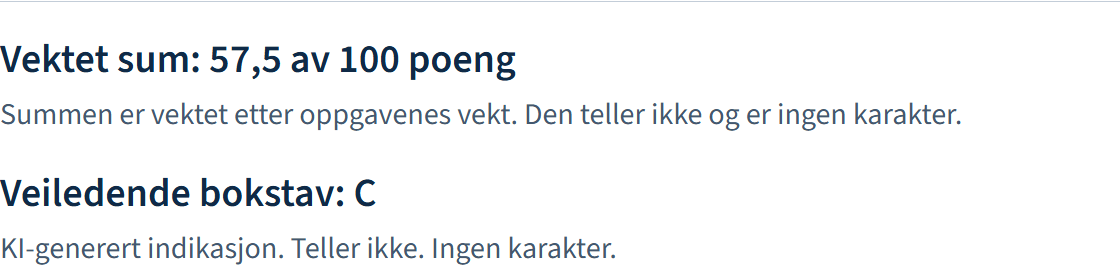 Vektet sum: 57,5 av 100 poeng
Summen er vektet etter oppgavenes vekt. Den teller ikke og er ingen karakter.
Veiledende bokstav: C
KI-generert indikasjon. Teller ikke. Ingen karakter.